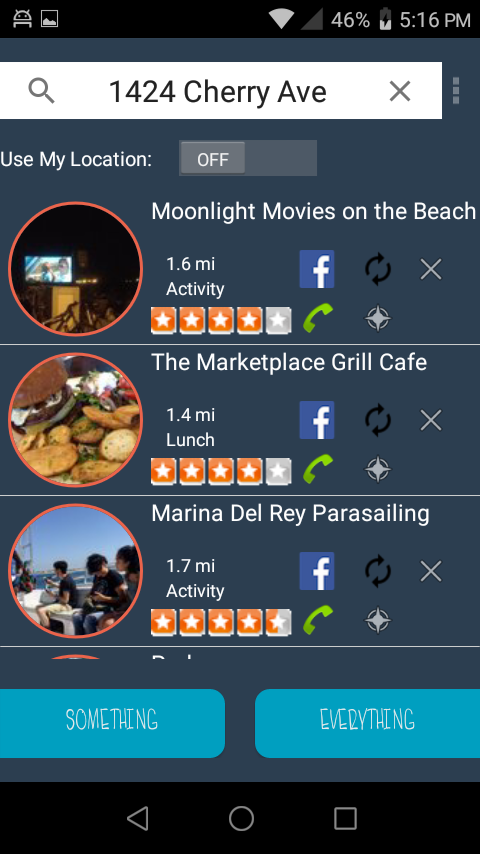 46% 5:16 PM
1424 Cherry Ave
Use My Location: OFF
Moonlight Movies on the Beach
1.6 mi
Activity
The Marketplace Grill Cafe
1.4 mi
Lunch
Marina Del Rey Parasailing
1.7 mi
Activity
SOMETHING
EVERYTHING